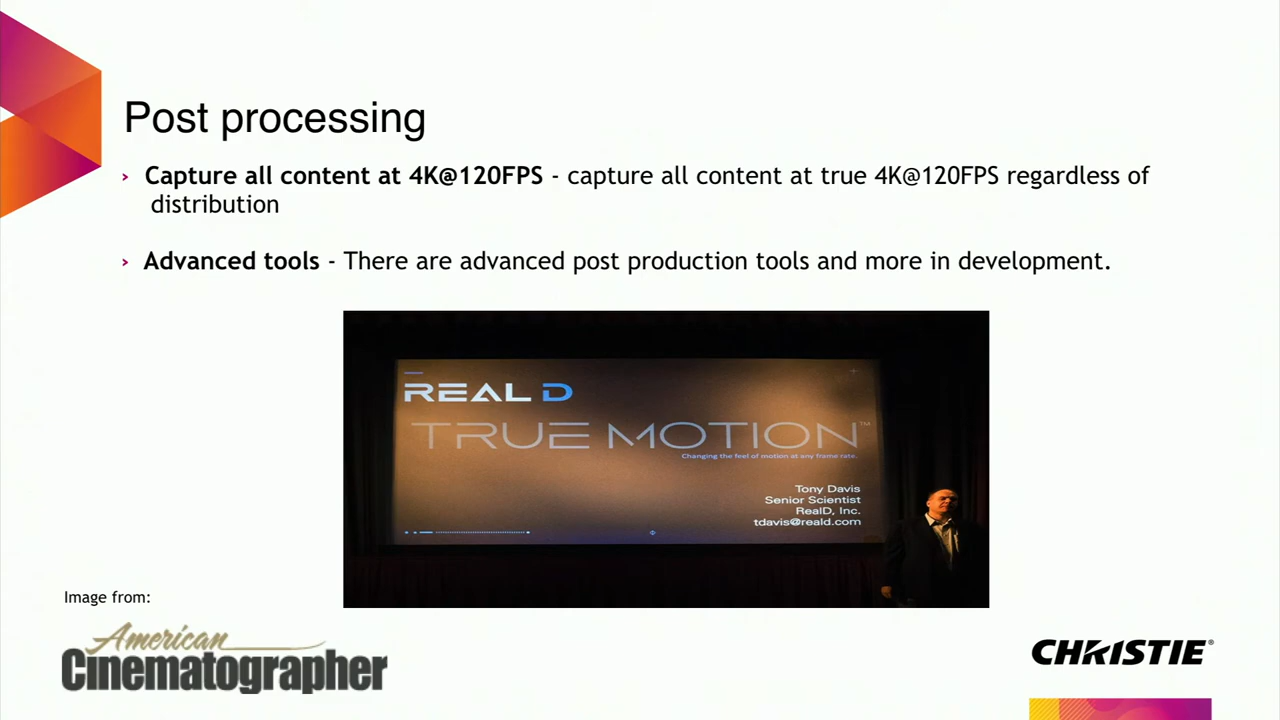 Post processing
› Capture all content at 4K@120FPS - capture all content at true 4K@120FPS regardless of
distribution
› Advanced tools - There are advanced post production tools and more in development.
REAL D
TRUE MOTION™
Changing the feel of motion at any frame rate.
Tony Davis
Senior Scientist
RealD, Inc.
tdavis@reald.com
Image from:
American
Cinematographer
CHRISTIE®